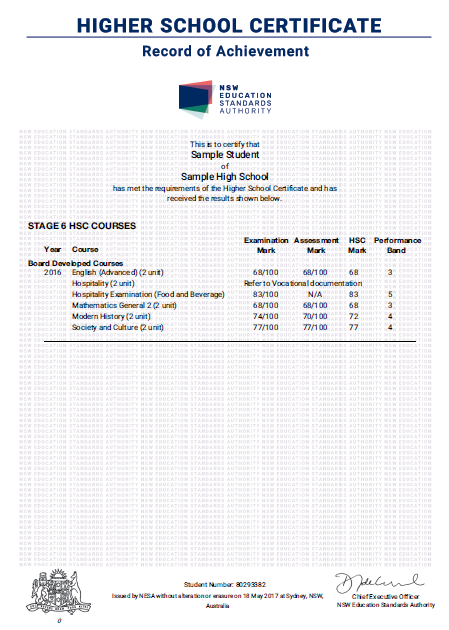 HIGHER SCHOOL CERTIFICATE
Record of Achievement
NSW
EDUCATION
STANDARDS
AUTHORITY
This is to certify that
Sample Student
of
Sample High School
has met the requirements of the Higher School Certificate and has
received the results shown below.
STAGE 6 HSC COURSES
Year Course Examination Mark Assessment Mark HSC Mark Performance Band
Board Developed Courses
2016 English (Advanced) (2 unit) 68/100 68/100 68 3
Hospitality (2 unit) Refer to Vocational documentation
Hospitality Examination (Food and Beverage) 83/100 N/A 83 5
Mathematics General 2 (2 unit) 68/100 68/100 68 3
Modern History (2 unit) 74/100 70/100 72 4
Society and Culture (2 unit) 77/100 77/100 77 4
Student Number: 80293382
Issued by NESA without alteration or erasure on 18 May 2017 at Sydney, NSW,
Australia
Chief Executive Officer
NSW Education Standards Authority